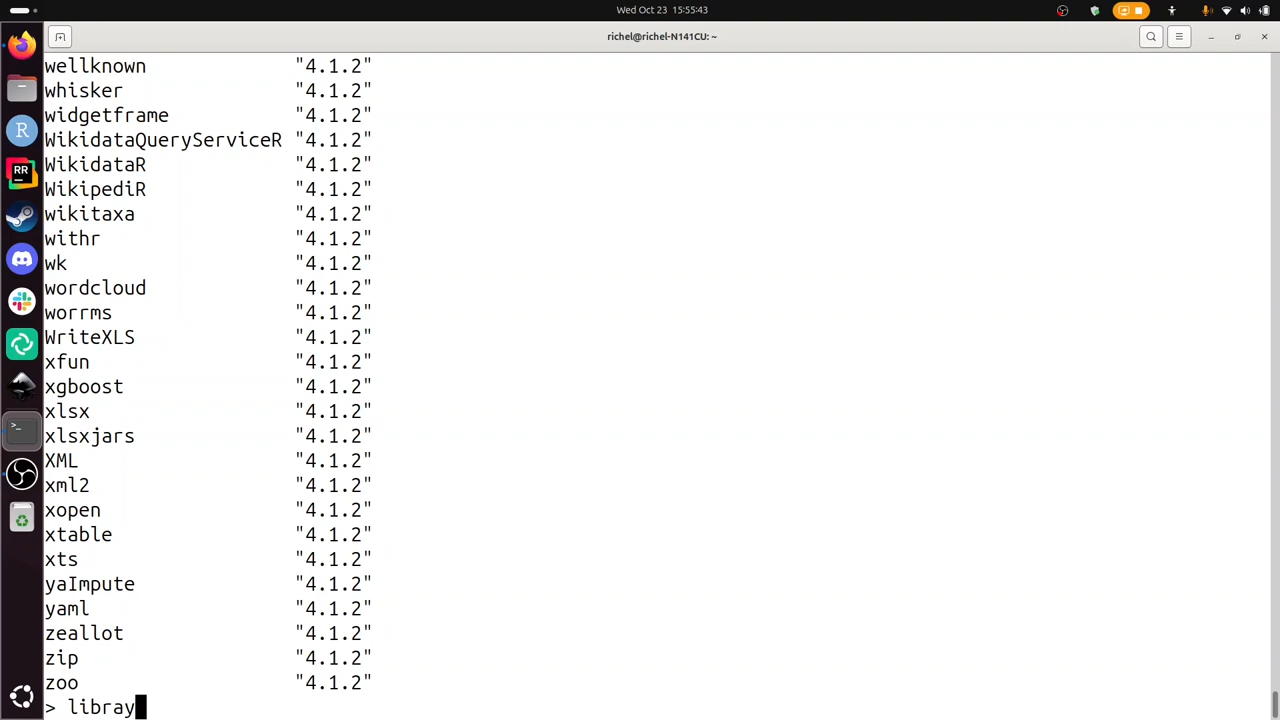 Wed Oct 23 15:55:43
richel@richel-N141CU: ~
wellknown "4.1.2"
whisker "4.1.2"
widgetframe "4.1.2"
WikidataQueryServiceR "4.1.2"
WikidataR "4.1.2"
WikipediR "4.1.2"
wikitaxa "4.1.2"
withr "4.1.2"
wk "4.1.2"
wordcloud "4.1.2"
worrms "4.1.2"
WriteXLS "4.1.2"
xfun "4.1.2"
xgboost "4.1.2"
xlsx "4.1.2"
xlsxjars "4.1.2"
XML "4.1.2"
xml2 "4.1.2"
xopen "4.1.2"
xtable "4.1.2"
xts "4.1.2"
yaImpute "4.1.2"
yaml "4.1.2"
zeallot "4.1.2"
zip "4.1.2"
zoo "4.1.2"
> libray
R
RR
>_